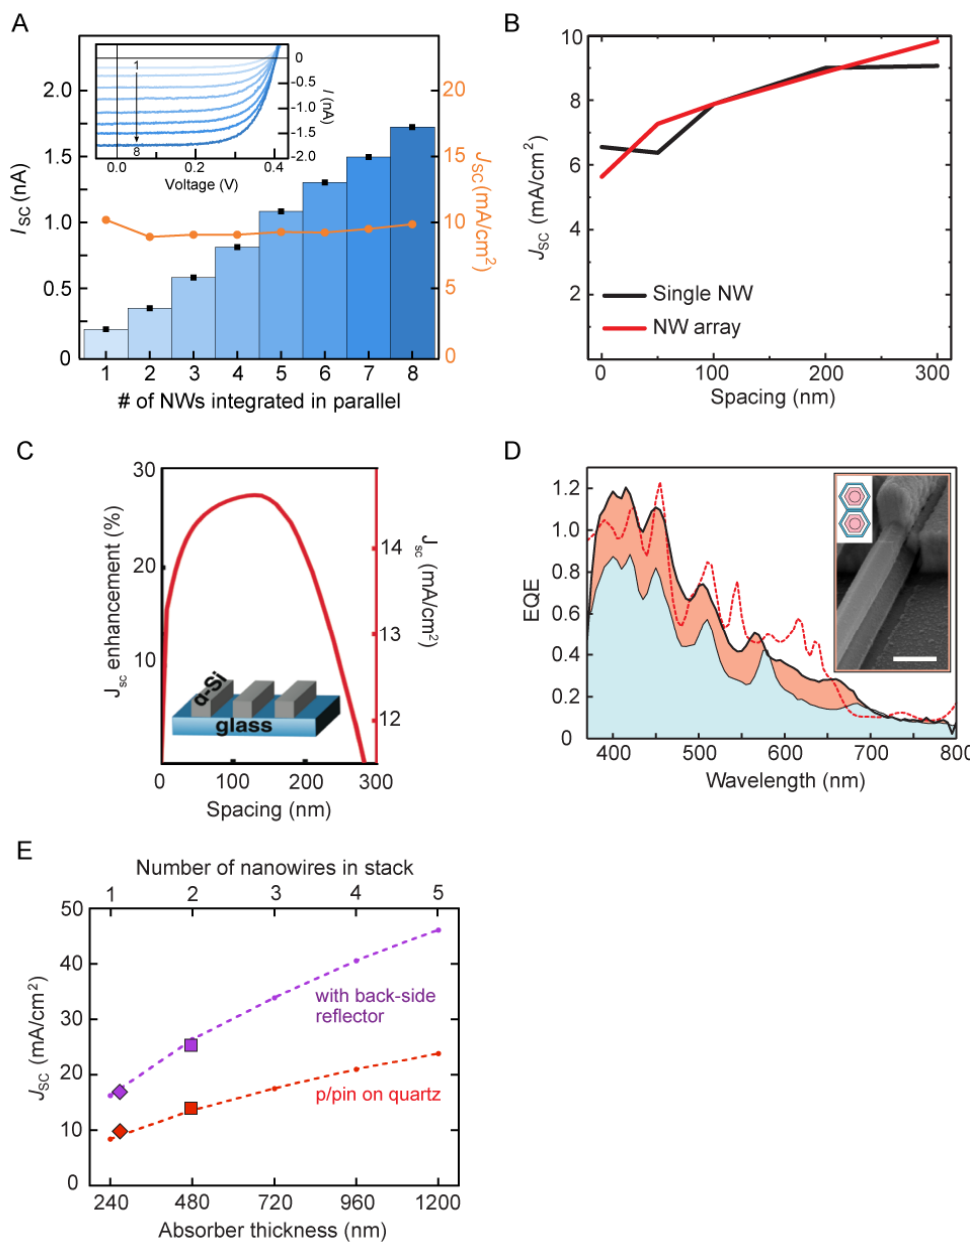 A
2.0
1.5
1.0
0.5
0
I SC (nA)
1
8
0
-0.5
-1.0
-1.5
-2.0
I (nA)
0.0
0.2
0.4
Voltage (V)
20
15
10
5
0
JSC (mA/cm2)
1 2 3 4 5 6 7 8
# of NWs integrated in parallel
B
10
8
6
4
2
JSC (mA/cm2)
Single NW
NW array
0 100 200 300
Spacing (nm)
C
30
20
10
Jsc enhancement (%)
14
13
12
Jsc (mA/cm2)
α-Si
glass
0 100 200 300
Spacing (nm)
D
1.2
1.0
0.8
0.6
0.4
0.2
0
EQE
400 500 600 700 800
Wavelength (nm)
E
Number of nanowires in stack
1 2 3 4 5
50
40
30
20
10
0
JSC (mA/cm2)
with back-side
reflector
p/pin on quartz
240 480 720 960 1200
Absorber thickness (nm)